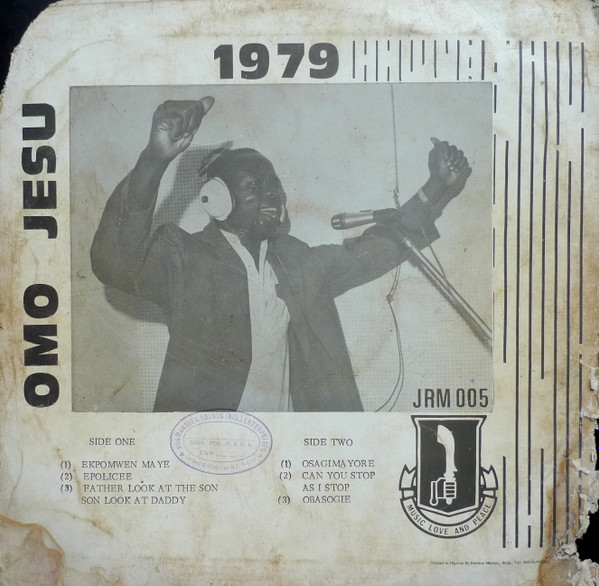 1979
OMO JESU
JRM 005
SIDE ONE
(1) EKPOMWEN MAYE
(2) EPOLICEE
(3) FATHER LOOK AT THE SON
SON LOOK AT DADDY
SIDE TWO
(1) OSAGIMAYORE
(2) CAN YOU STOP
AS I STOP
(3) OBASOGIE
MUSIC LOVE AND PEACE